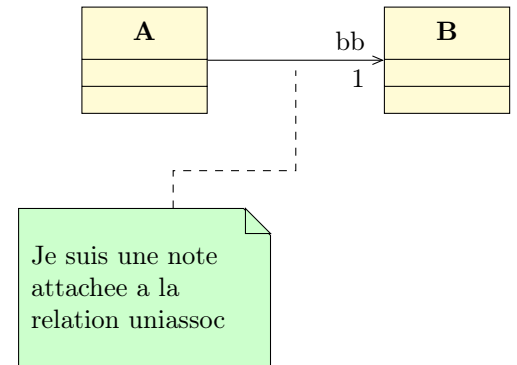 A
bb
B
1
Je suis une note
attachee a la
relation uniassoc